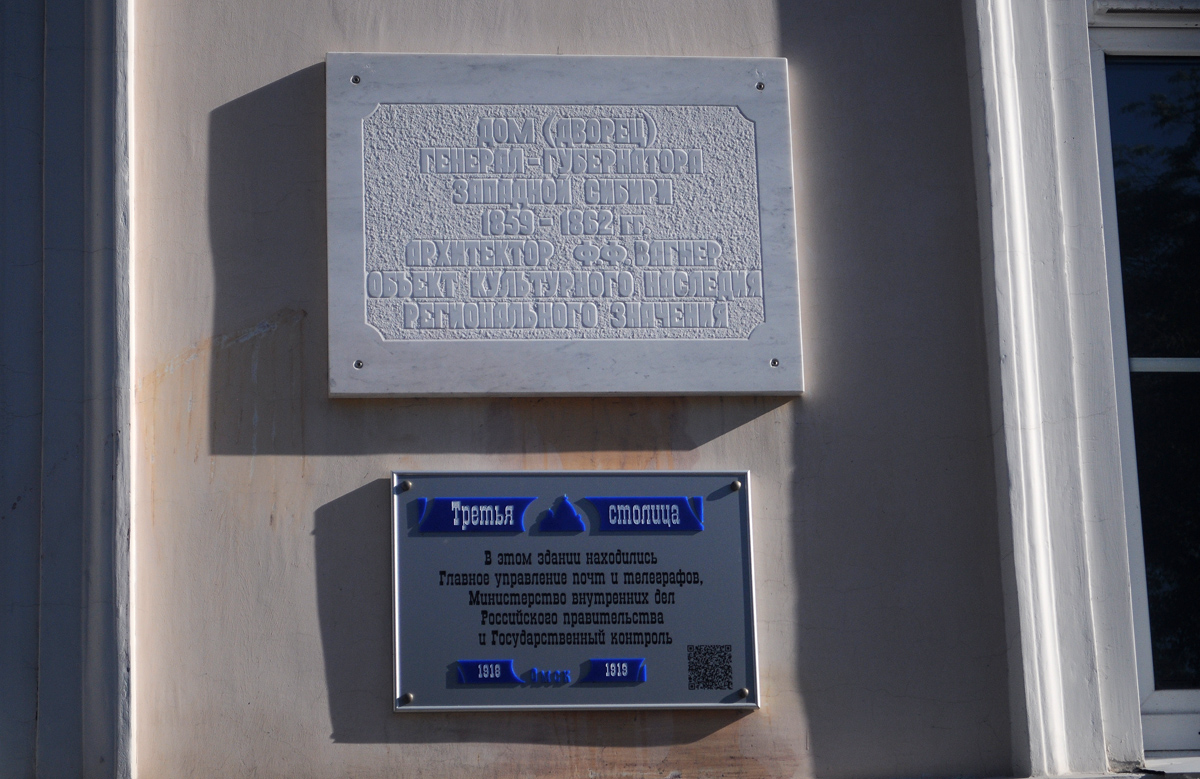 ДОМ (ДВОРЕЦ)
ГЕНЕРАЛ-ГУБЕРНАТОРА
ЗАПАДНОЙ СИБИРИ
1859-1862 гг.
АРХИТЕКТОР Ф.Ф. ВАГНЕР
ОБЪЕКТ КУЛЬТУРНОГО НАСЛЕДИЯ
РЕГИОНАЛЬНОГО ЗНАЧЕНИЯ
Третья столица
В этом здании находились
Главное управление почт и телеграфов,
Министерство внутренних дел
Российского правительства
и Государственный контроль
1918 Омск 1919